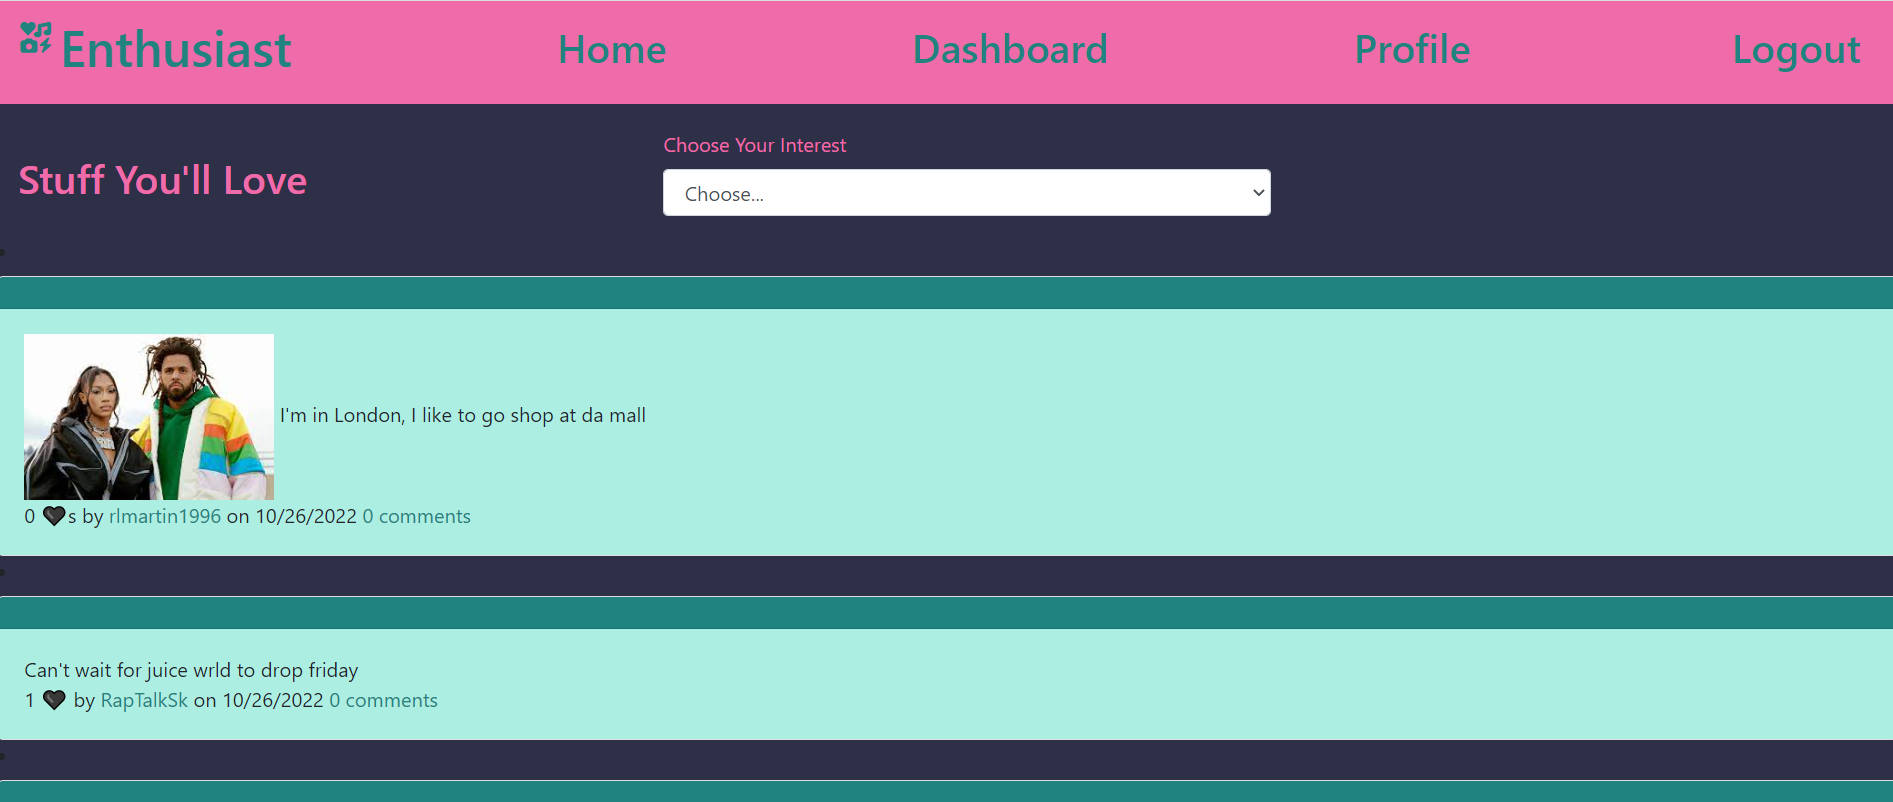 Enthusiast Home Dashboard Profile Logout
Choose Your Interest
Stuff You'll Love
Choose...
I'm in London, I like to go shop at da mall
0 🖤s by rlmartin1996 on 10/26/2022 0 comments
Can't wait for juice wrld to drop friday
1 🖤 by RapTalkSk on 10/26/2022 0 comments